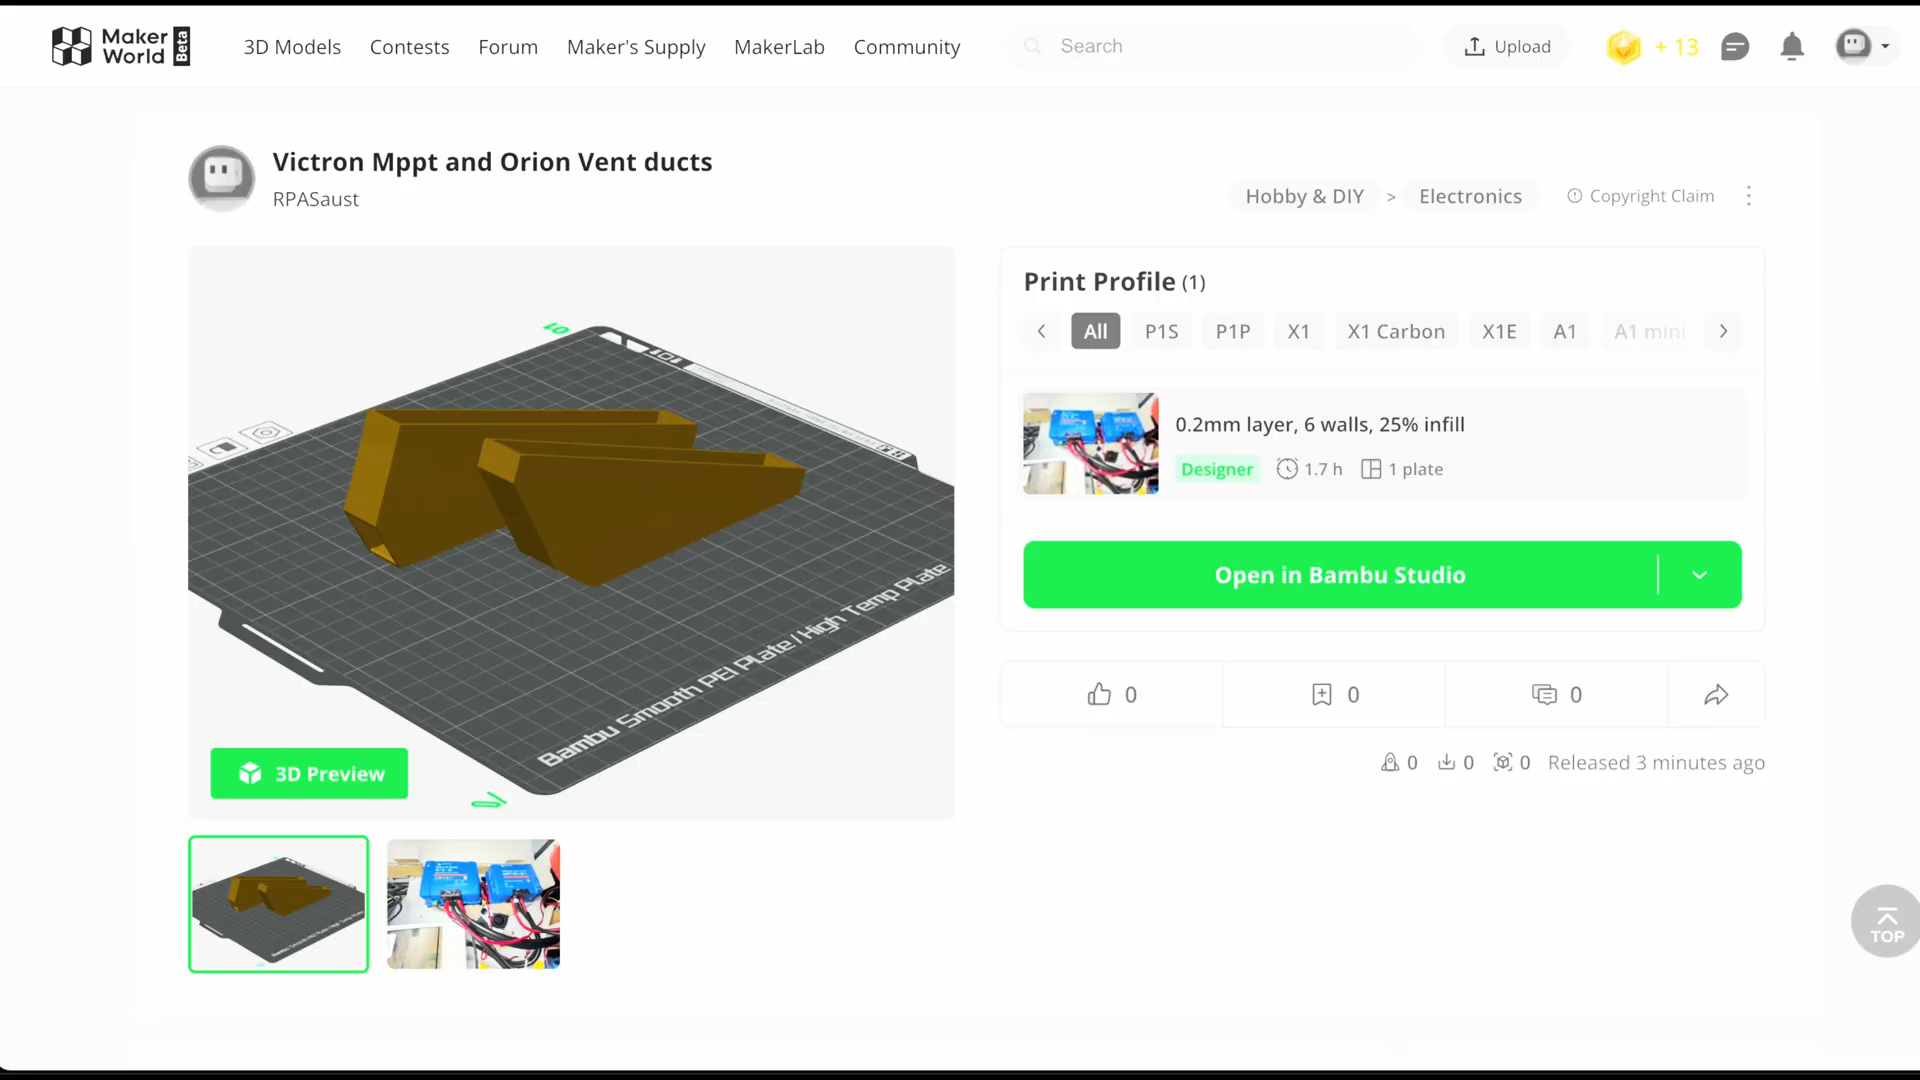 Maker World Beta
3D Models
Contests
Forum
Maker's Supply
MakerLab
Community
Search
Upload
+ 13
Victron Mppt and Orion Vent ducts
RPASaust
Hobby & DIY > Electronics
Copyright Claim
Print Profile (1)
All
P1S
P1P
X1
X1 Carbon
X1E
A1
A1 mini
0.2mm layer, 6 walls, 25% infill
Designer
1.7 h
1 plate
Open in Bambu Studio
0
0
0
0
0
0
Released 3 minutes ago
Bambu Smooth PEI Plate / High Temp Plate
3D Preview
TOP